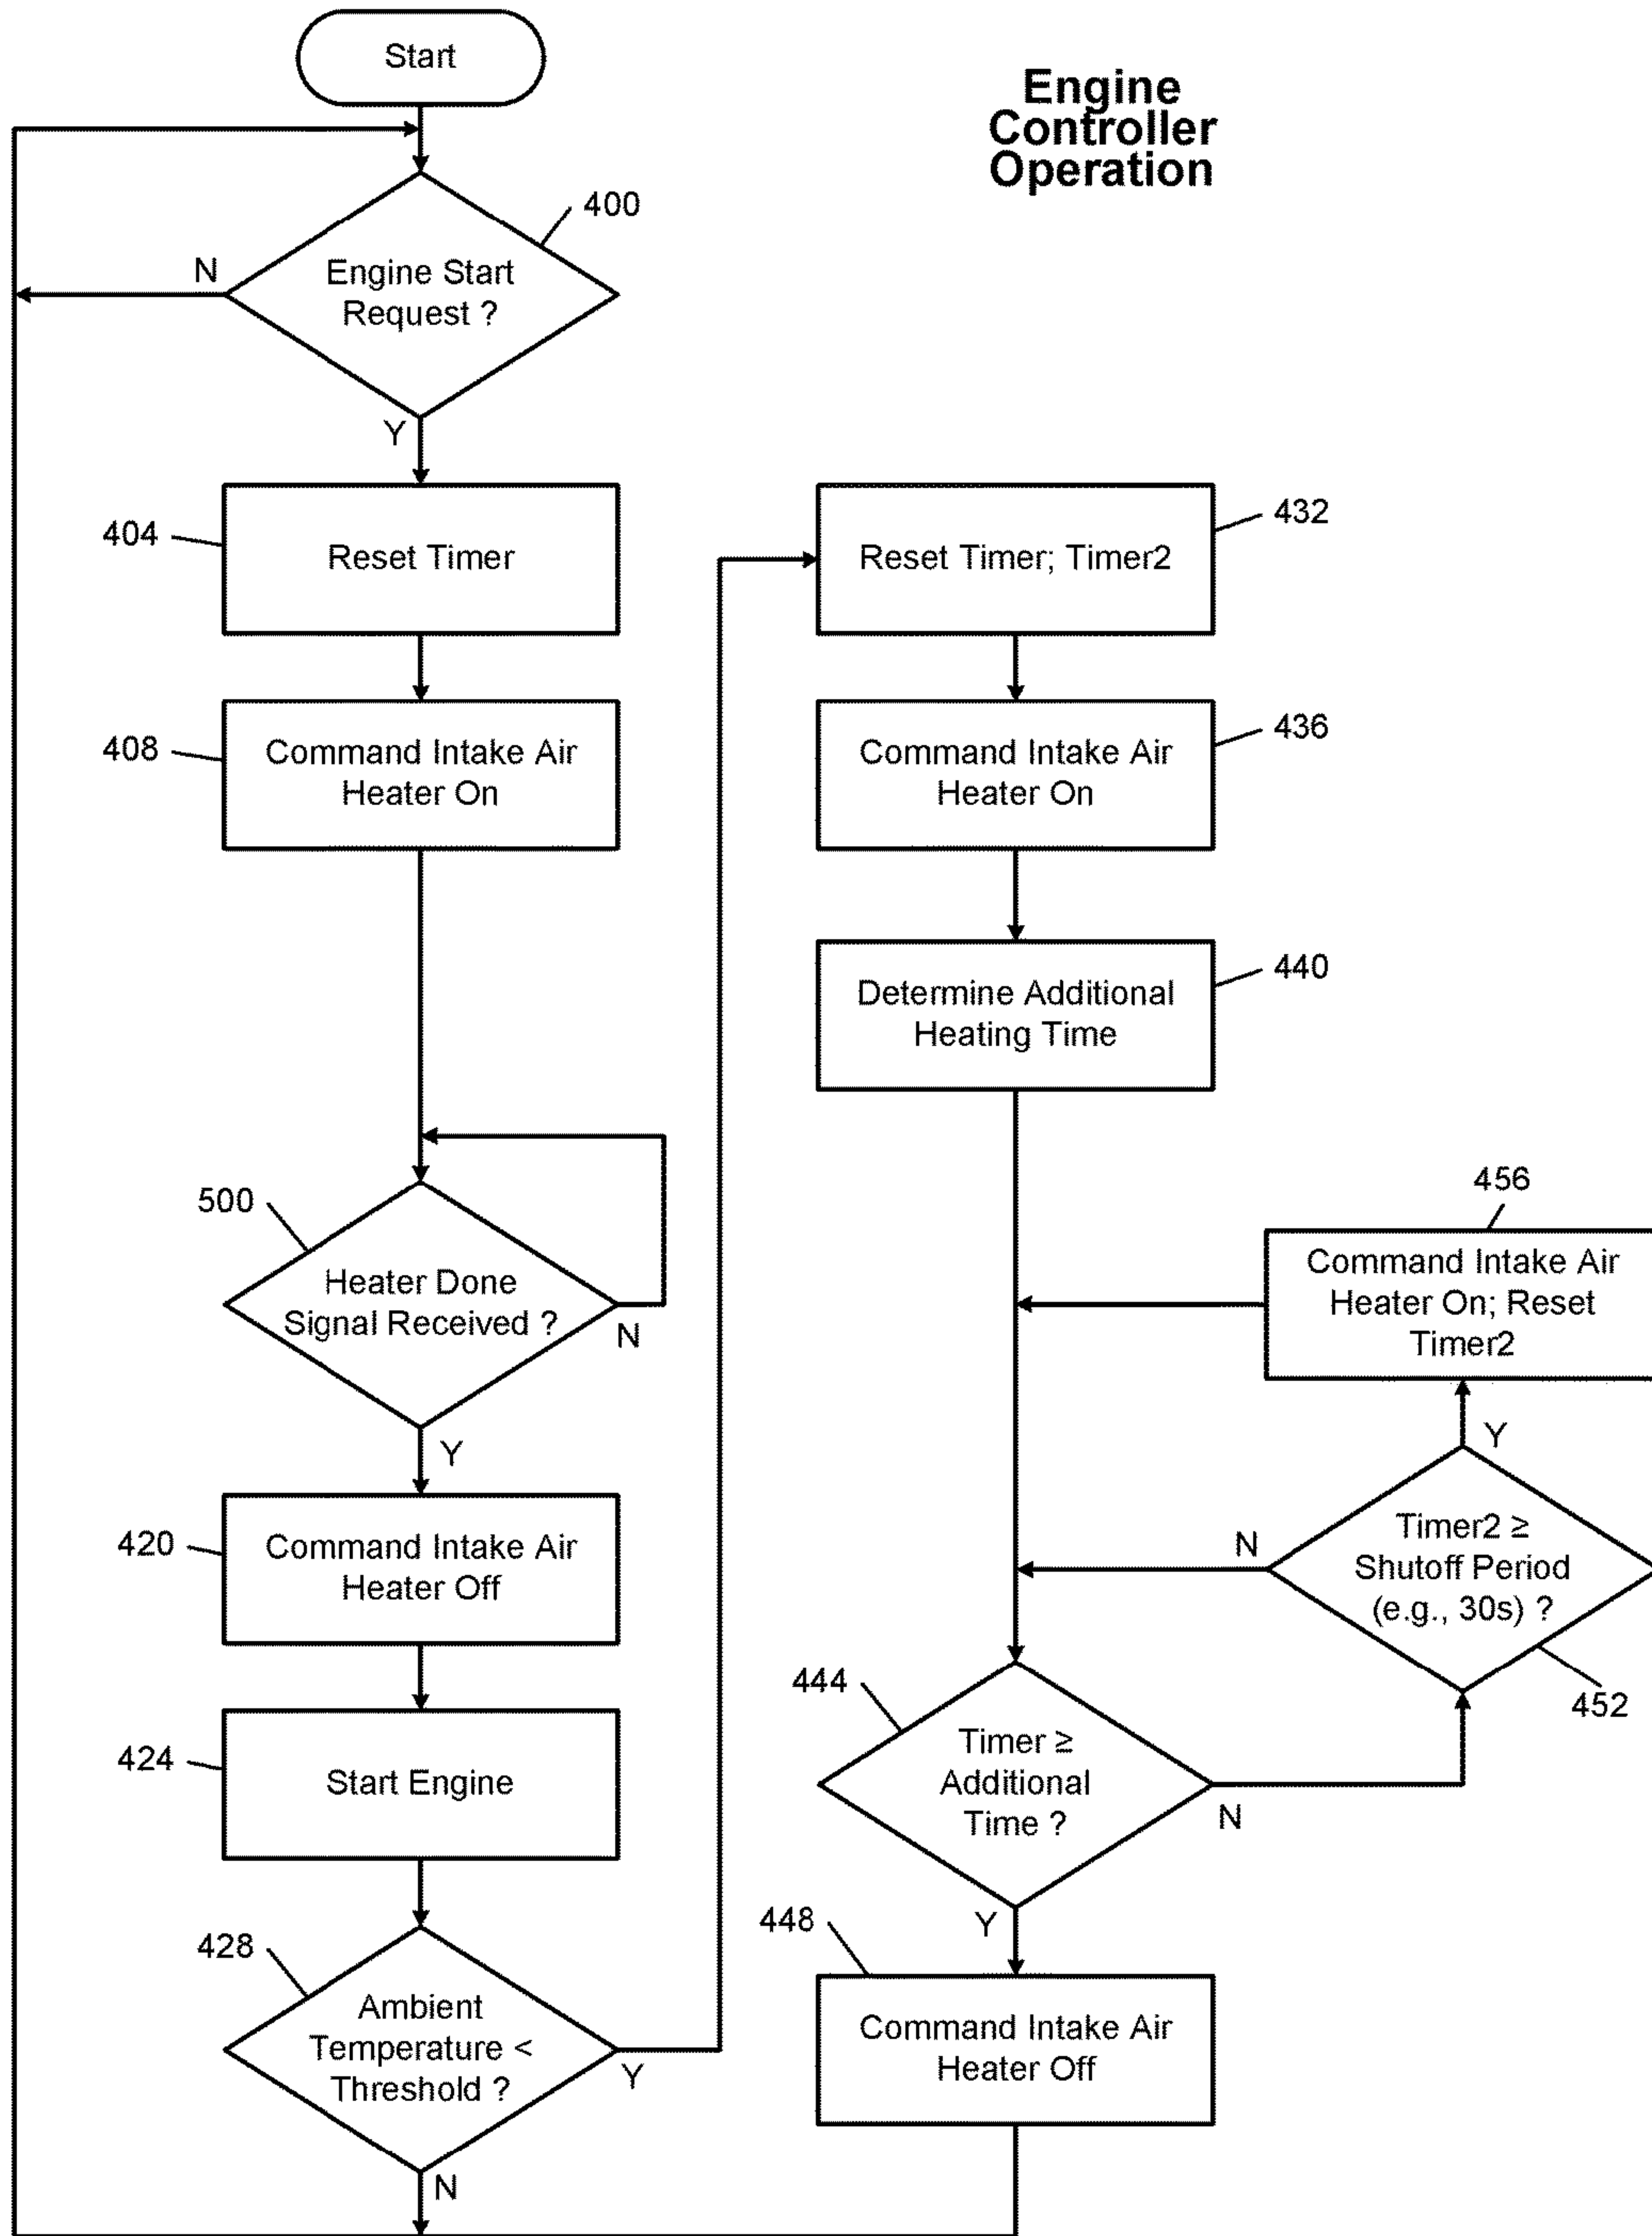 Start
Engine
Controller
Operation
400
N
Engine Start
Request ?
Y
404
Reset Timer
408
Command Intake Air
Heater On
500
Heater Done
Signal Received ?
N
Y
420
Command Intake Air
Heater Off
424
Start Engine
428
Ambient
Temperature <
Threshold ?
Y
N
432
Reset Timer; Timer2
436
Command Intake Air
Heater On
440
Determine Additional
Heating Time
456
Command Intake Air
Heater On; Reset
Timer2
Y
N
Timer2 ≥
Shutoff Period
(e.g., 30s) ?
452
444
Timer ≥
Additional
Time ?
N
Y
448
Command Intake Air
Heater Off